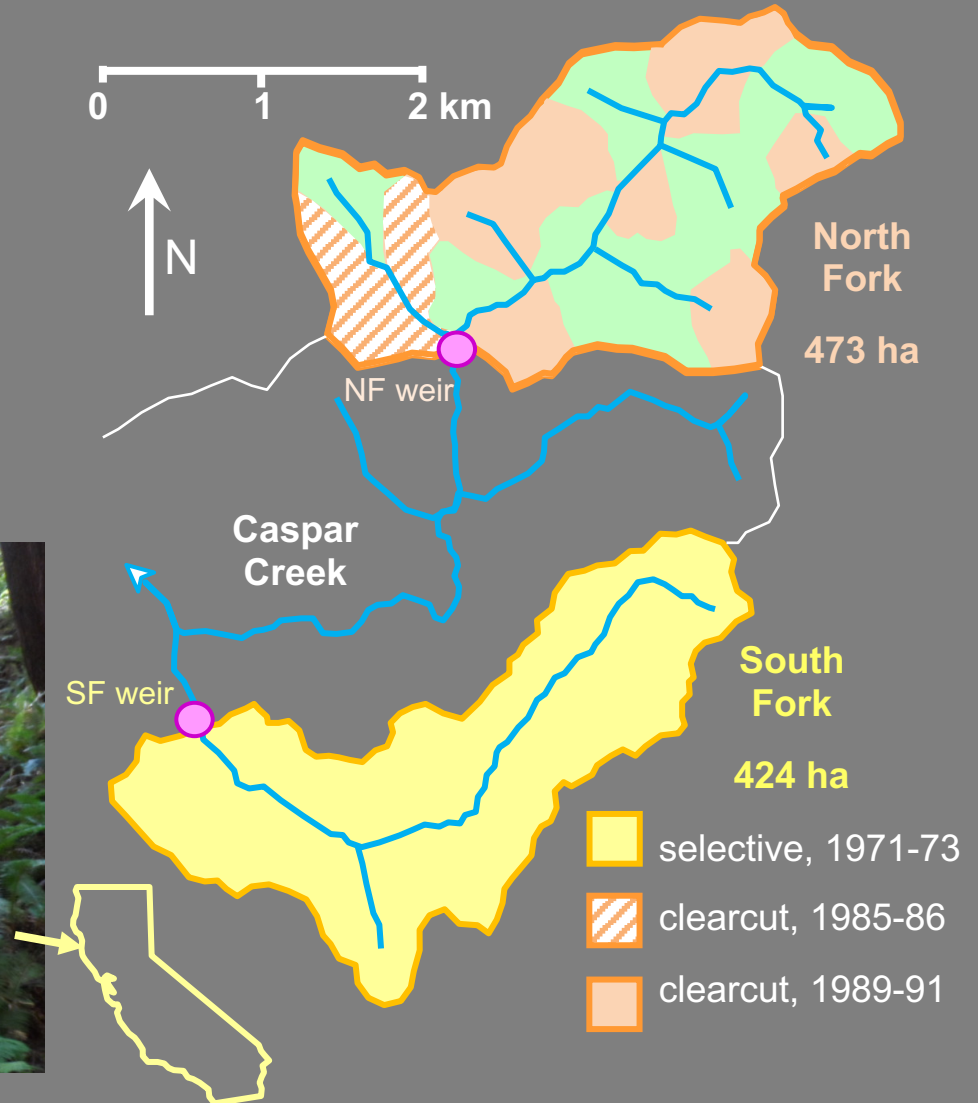 0 1 2 km
N
North
Fork
473 ha
NF weir
Caspar
Creek
SF weir
South
Fork
424 ha
selective, 1971-73
clearcut, 1985-86
clearcut, 1989-91